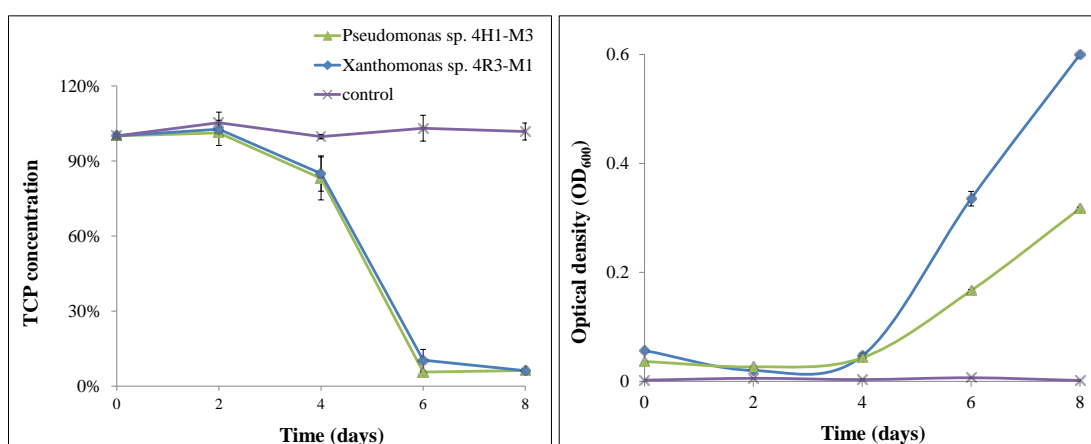 Pseudomonas sp. 4H1-M3
Xanthomonas sp. 4R3-M1
control
120%
90%
60%
30%
0%
TCP concentration
0 2 4 6 8
Time (days)
0.6
0.4
0.2
0
Optical density (OD600)
0 2 4 6 8
Time (days)